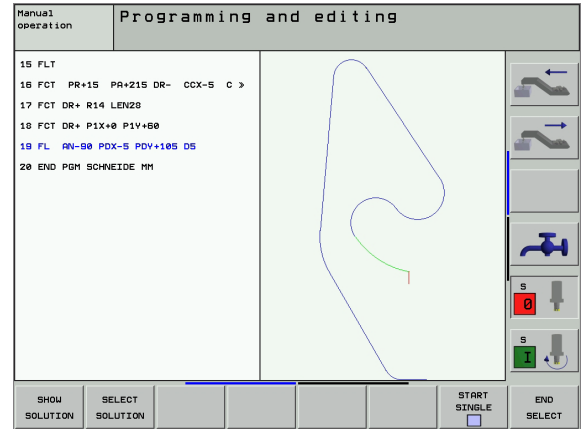 Manual
operation
Programming and editing
15 FLT
16 FCT PR+15 PA+215 DR- CCX-5 C »
17 FCT DR+ R14 LEN28
18 FCT DR+ P1X+0 P1Y+60
19 FL AN-90 PDX-5 PDY+105 D5
20 END PGM SCHNEIDE MM
S
0
S
I
SHOW
SOLUTION
SELECT
SOLUTION
START
SINGLE
END
SELECT